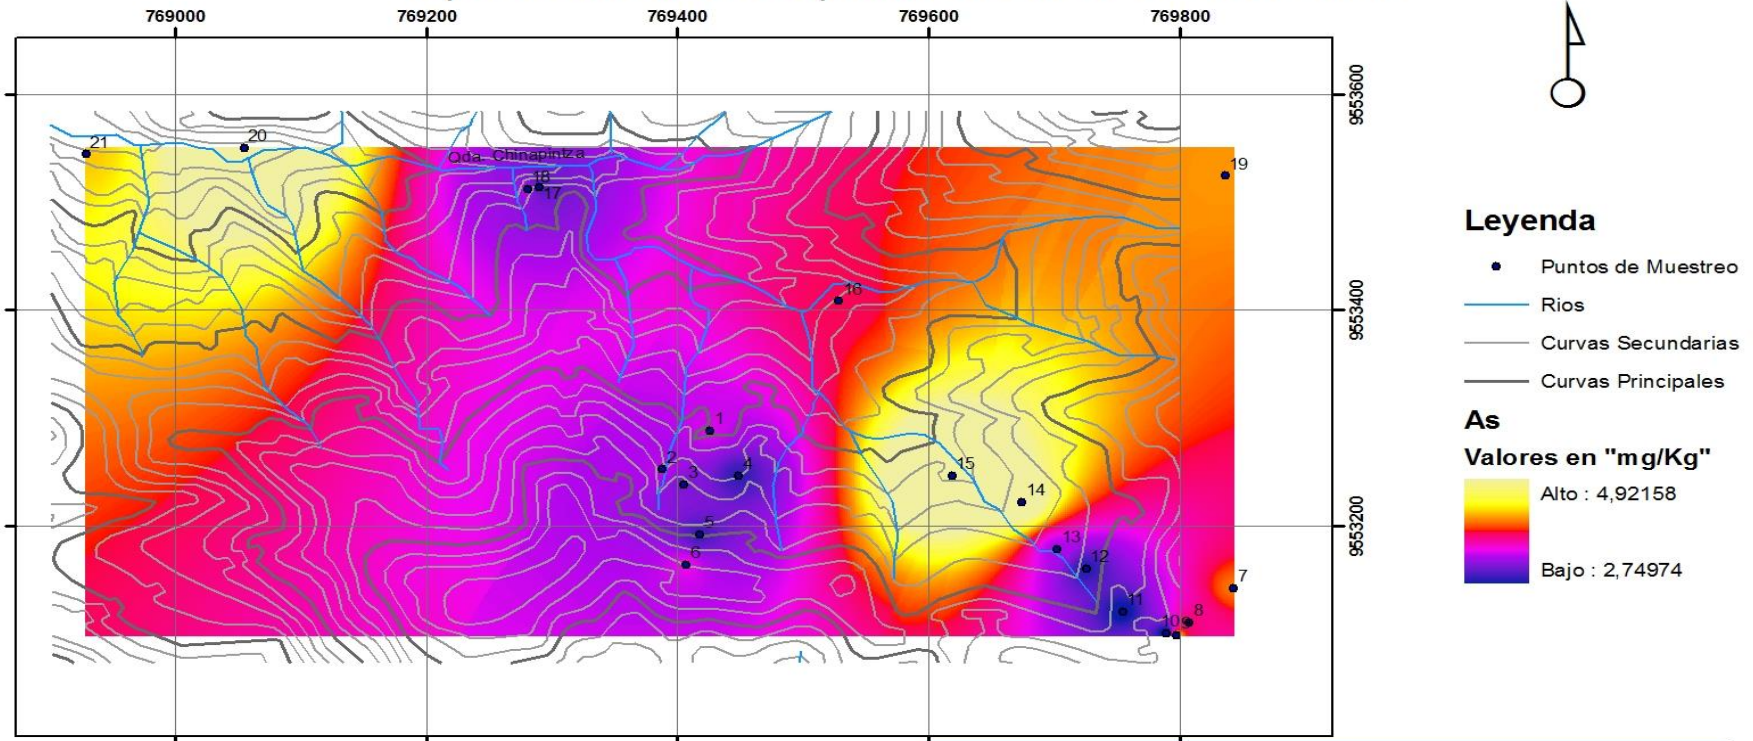 769000 769200 769400 769600 769800
9553600
21
20
Qda. Chinapintza
19
18
17
Leyenda
Puntos de Muestreo
16
Rios
9553400
Curvas Secundarias
Curvas Principales
As
1
Valores en "mg/Kg"
2
3
4
15
14
Alto : 4,92158
5
9553200
13
6
12
Bajo : 2,74974
7
11
8
10